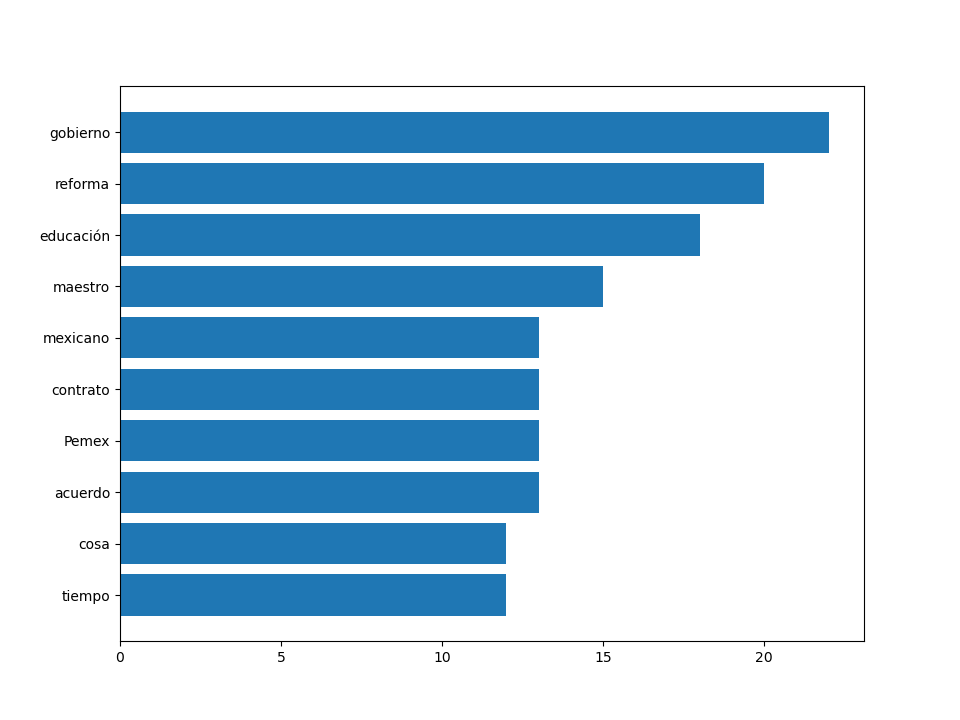 gobierno
reforma
educación
maestro
mexicano
contrato
Pemex
acuerdo
cosa
tiempo
0 5 10 15 20